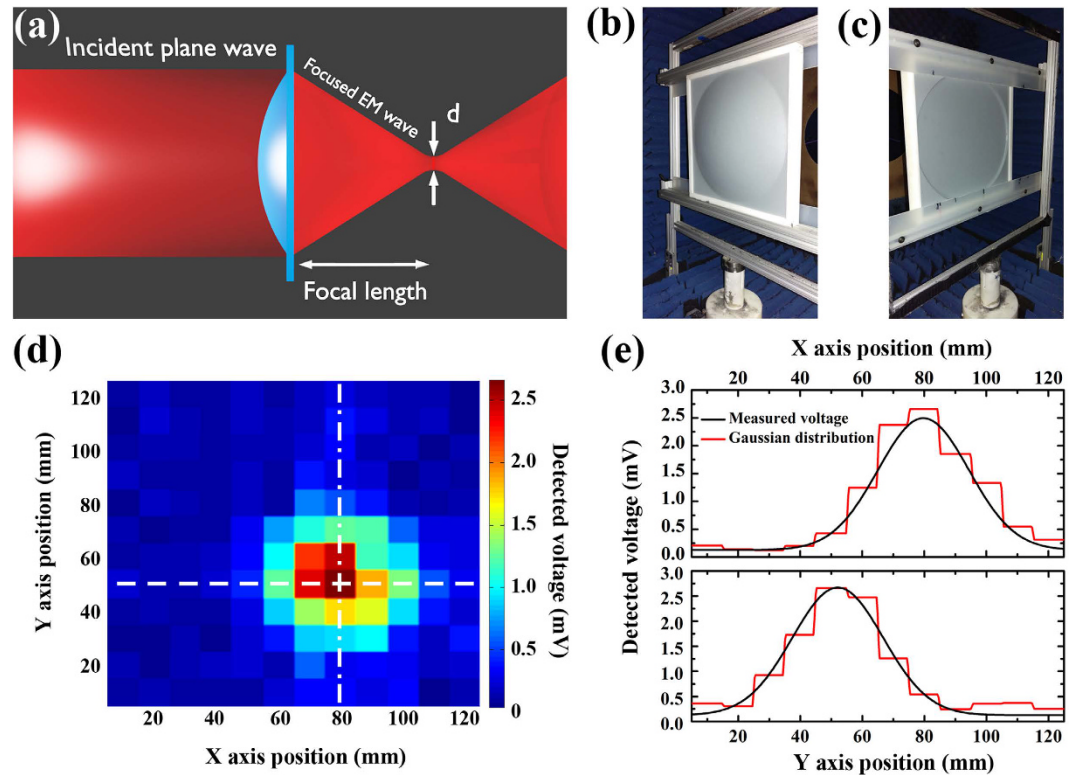 (a)
Incident plane wave
Focused EM wave
d
Focal length
(b)
(c)
(d)
120
100
80
60
40
20
Y axis position (mm)
20 40 60 80 100 120
X axis position (mm)
2.5
2.0
1.5
1.0
0.5
0
Detected voltage (mV)
(e)
X axis position (mm)
20 40 60 80 100 120
3.0
2.5
2.0
1.5
1.0
0.5
0.0
Measured voltage
Gaussian distribution
Detected voltage (mV)
3.0
2.5
2.0
1.5
1.0
0.5
0.0
20 40 60 80 100 120
Y axis position (mm)